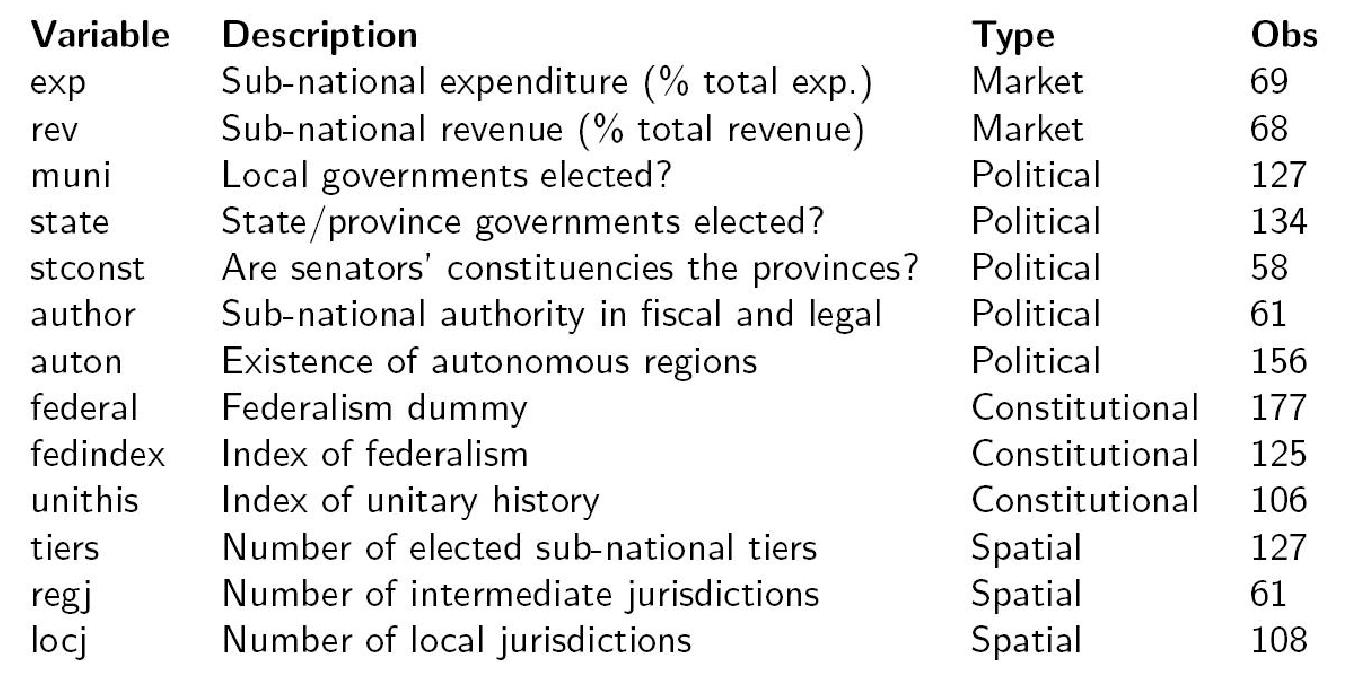 Variable Description Type Obs
exp Sub-national expenditure (% total exp.) Market 69
rev Sub-national revenue (% total revenue) Market 68
muni Local governments elected? Political 127
state State/province governments elected? Political 134
stconst Are senators' constituencies the provinces? Political 58
author Sub-national authority in fiscal and legal Political 61
auton Existence of autonomous regions Political 156
federal Federalism dummy Constitutional 177
fedindex Index of federalism Constitutional 125
unithis Index of unitary history Constitutional 106
tiers Number of elected sub-national tiers Spatial 127
regj Number of intermediate jurisdictions Spatial 61
locj Number of local jurisdictions Spatial 108